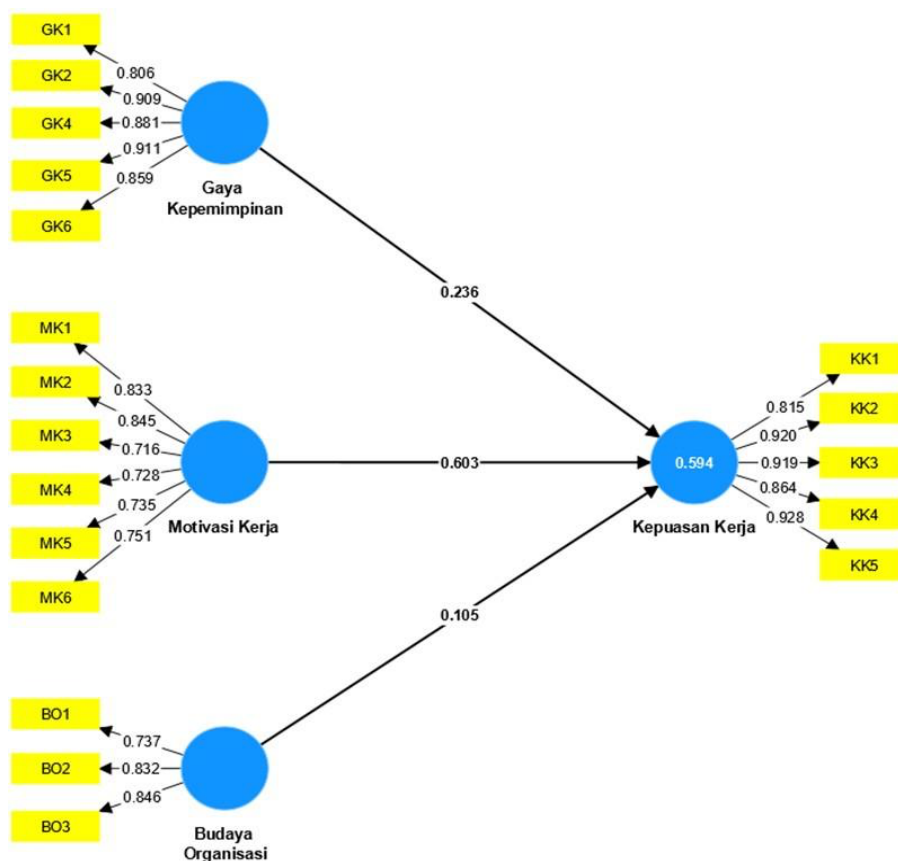 GK1
GK2
GK4
GK5
GK6
0.806
0.909
0.881
0.911
0.859
Gaya
Kepemimpinan
0.236
MK1
MK2
MK3
MK4
MK5
MK6
0.833
0.845
0.716
0.728
0.735
0.751
Motivasi Kerja
0.603
BO1
BO2
BO3
0.737
0.832
0.846
Budaya
Organisasi
0.105
0.594
Kepuasan Kerja
0.815
0.920
0.919
0.864
0.928
KK1
KK2
KK3
KK4
KK5